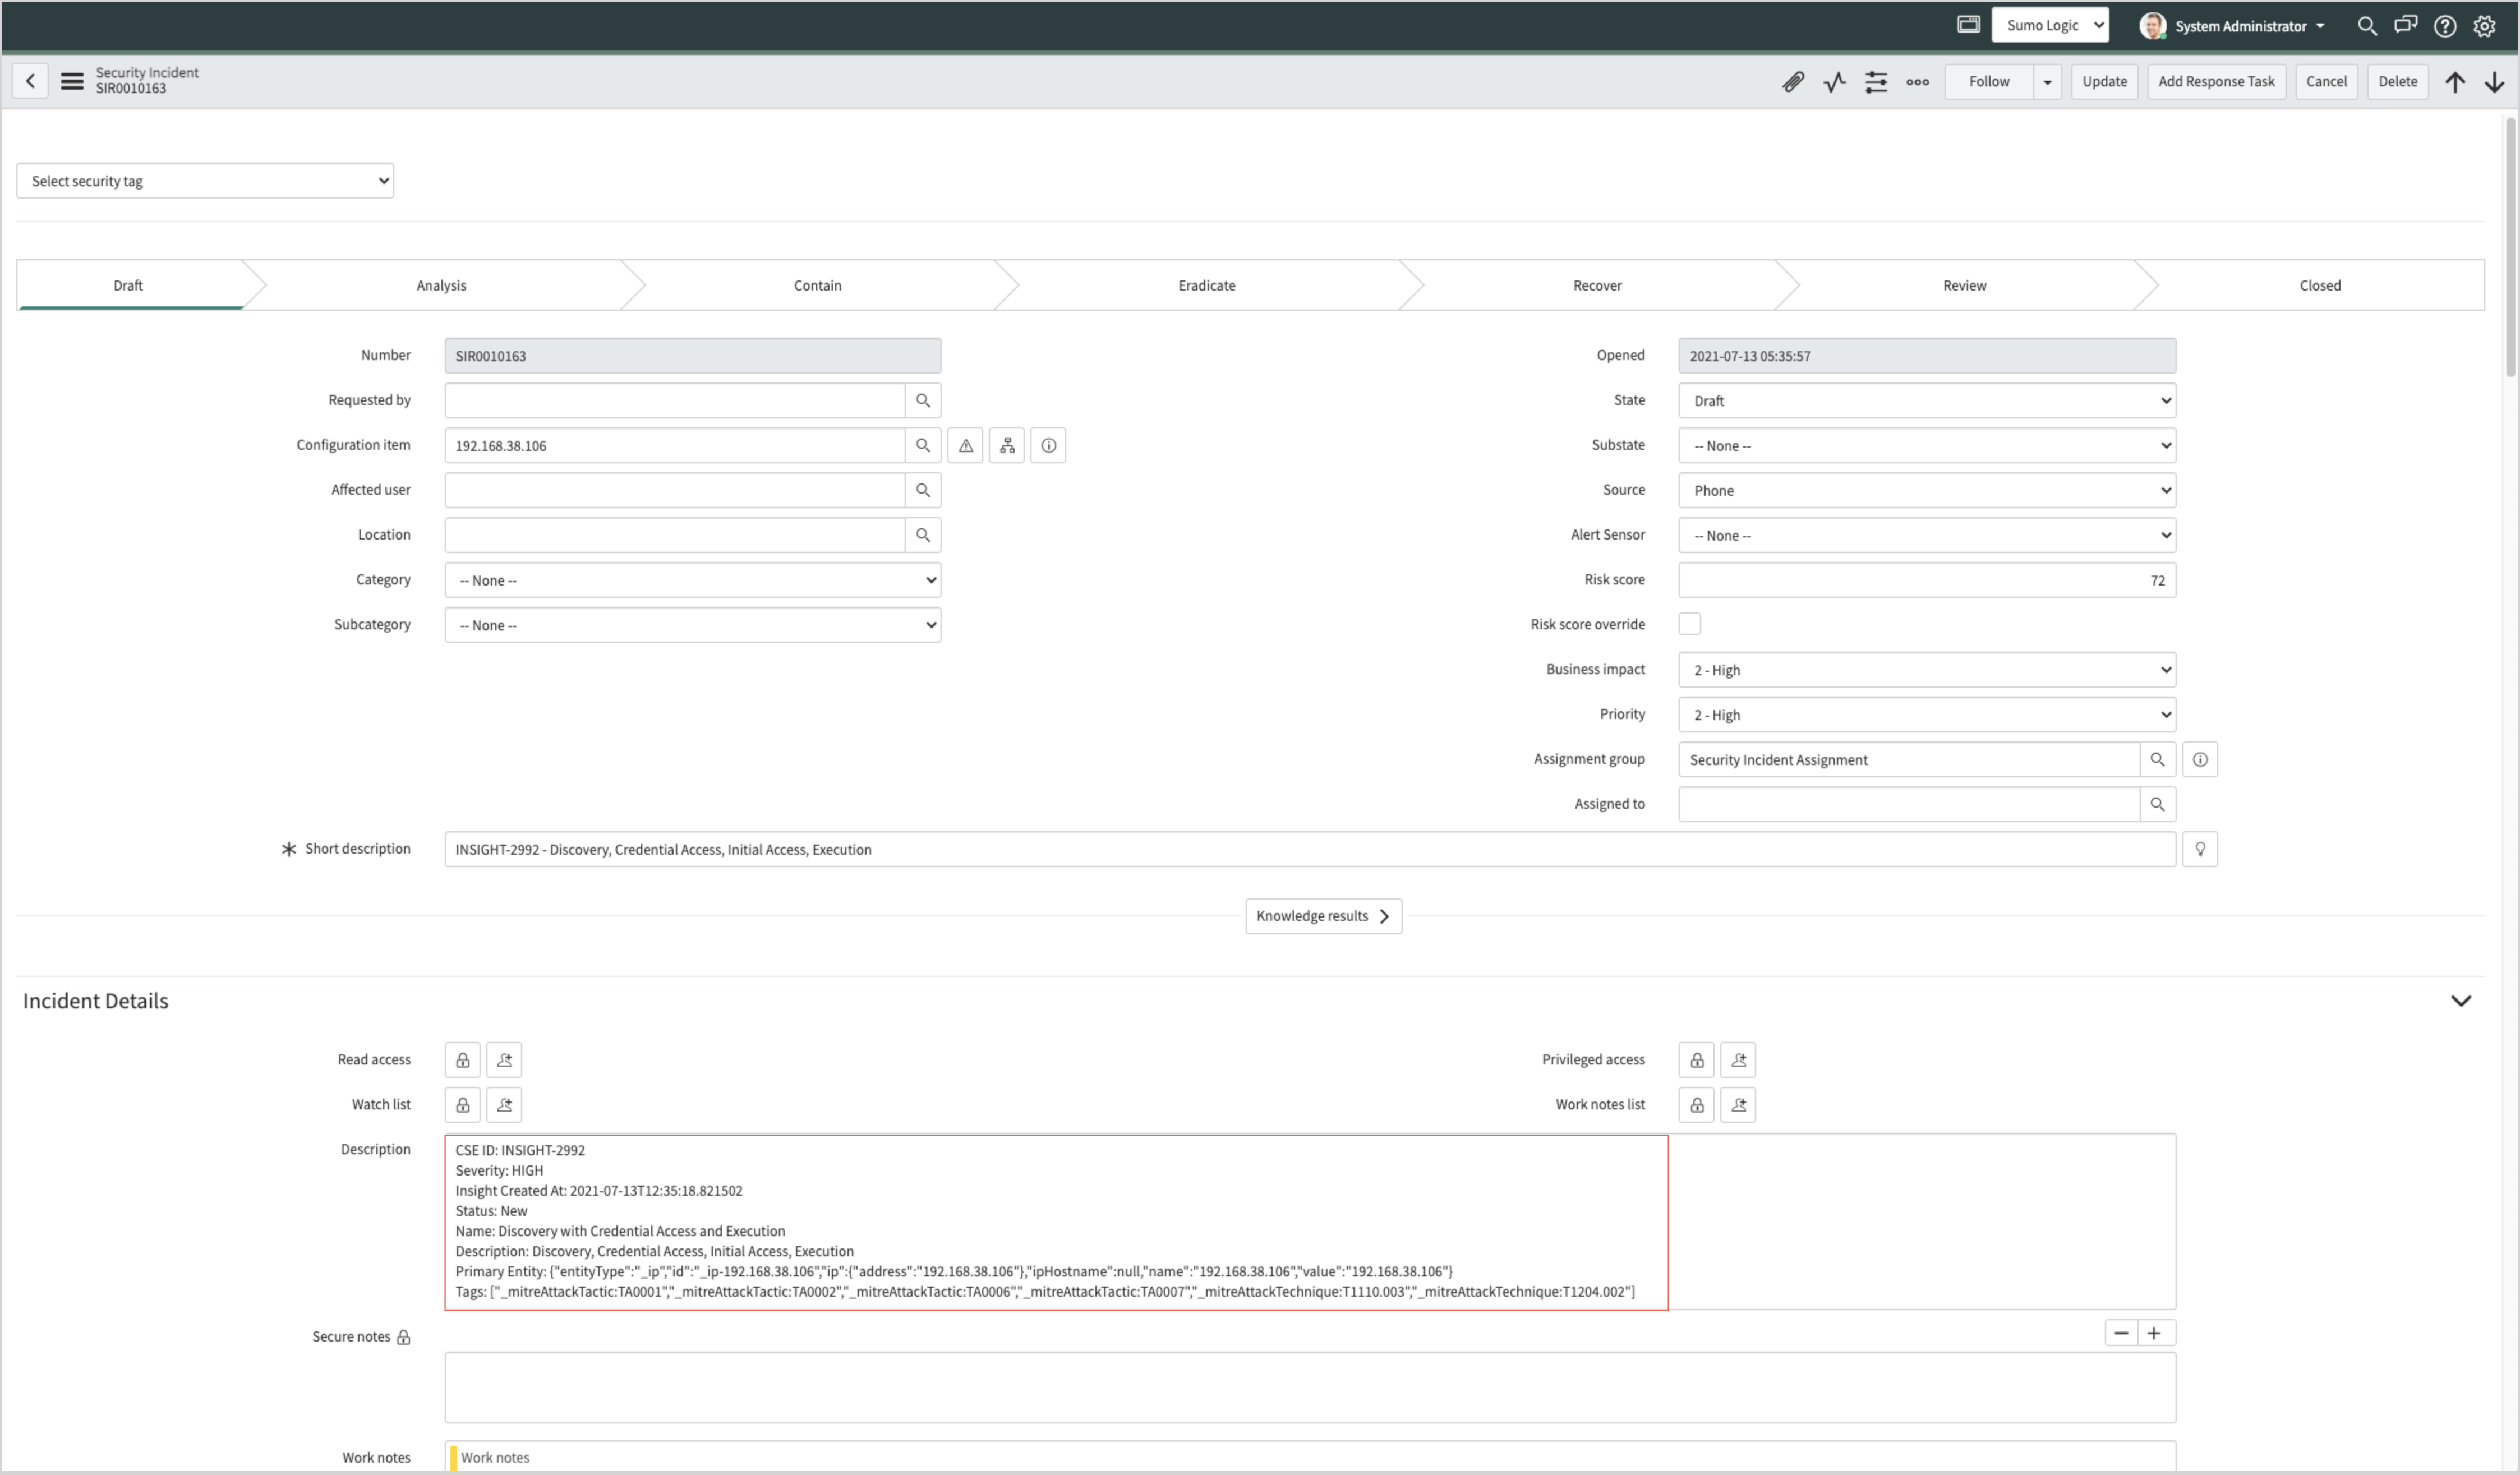 Sumo Logic
System Administrator
Security Incident
SIR0010163
Follow
Update
Add Response Task
Cancel
Delete
Select security tag
Draft
Analysis
Contain
Eradicate
Recover
Review
Closed
Number
SIR0010163
Requested by
Configuration item
192.168.38.106
Affected user
Location
Category
-- None --
Subcategory
-- None --
Opened
2021-07-13 05:35:57
State
Draft
Substate
-- None --
Source
Phone
Alert Sensor
-- None --
Risk score
72
Risk score override
Business impact
2 - High
Priority
2 - High
Assignment group
Security Incident Assignment
Assigned to
Short description
INSIGHT-2992 - Discovery, Credential Access, Initial Access, Execution
Knowledge results
Incident Details
Read access
Privileged access
Watch list
Work notes list
Description
CSE ID: INSIGHT-2992
Severity: HIGH
Insight Created At: 2021-07-13T12:35:18.821502
Status: New
Name: Discovery with Credential Access and Execution
Description: Discovery, Credential Access, Initial Access, Execution
Primary Entity: {"entityType":"_ip","id":"_ip-192.168.38.106","ip":{"address":"192.168.38.106"},"ipHostname":null,"name":"192.168.38.106","value":"192.168.38.106"}
Tags: ["_mitreAttackTactic:TA0001","_mitreAttackTactic:TA0002","_mitreAttackTactic:TA0006","_mitreAttackTactic:TA0007","_mitreAttackTechnique:T1110.003","_mitreAttackTechnique:T1204.002"]
Secure notes
Work notes
Work notes